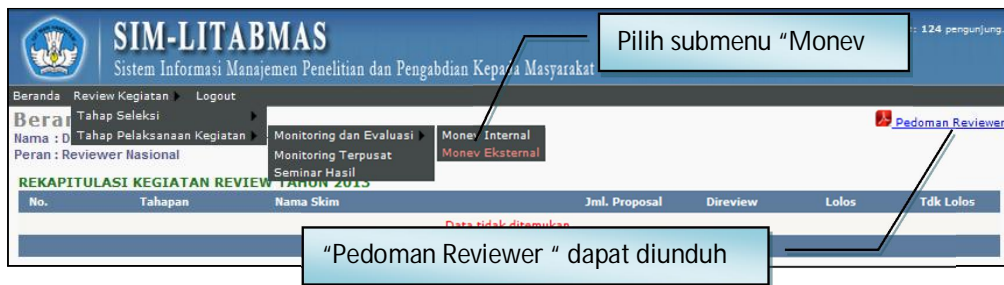 SIM-LITABMAS
Sistem Informasi Manajemen Penelitian dan Pengabdian Kepada Masyarakat
: 124 pengunjung.
Pilih submenu “Monev
Beranda Review Kegiatan Logout
Tahap Seleksi
Tahap Pelaksanaan Kegiatan
Monitoring dan Evaluasi
Monitoring Terpusat
Seminar Hasil
Monev Internal
Monev Eksternal
Berar
Nama : D
Peran : Reviewer Nasional
Pedoman Reviewer
REKAPITULASI KEGIATAN REVIEW TAHUN 2013
No. Tahapan Nama Skim Jml. Proposal Direview Lolos Tdk Lolos
Data tidak ditemukan
“Pedoman Reviewer “ dapat diunduh